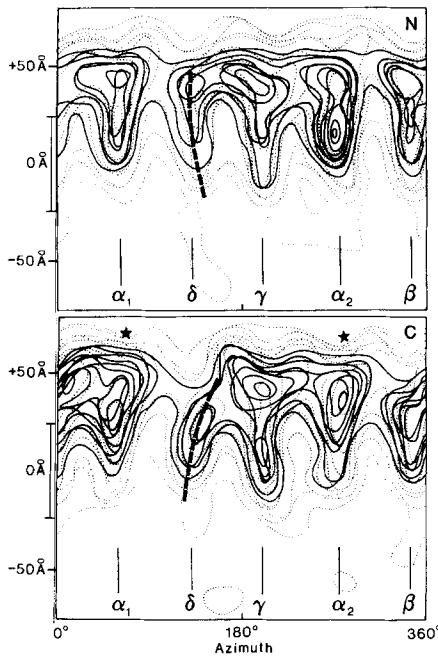 N
+50Å
0Å
-50Å
α₁ δ γ α₂ β
★ ★ C
+50Å
0Å
-50Å
α₁ δ γ α₂ β
0° 180° 360°
Azimuth